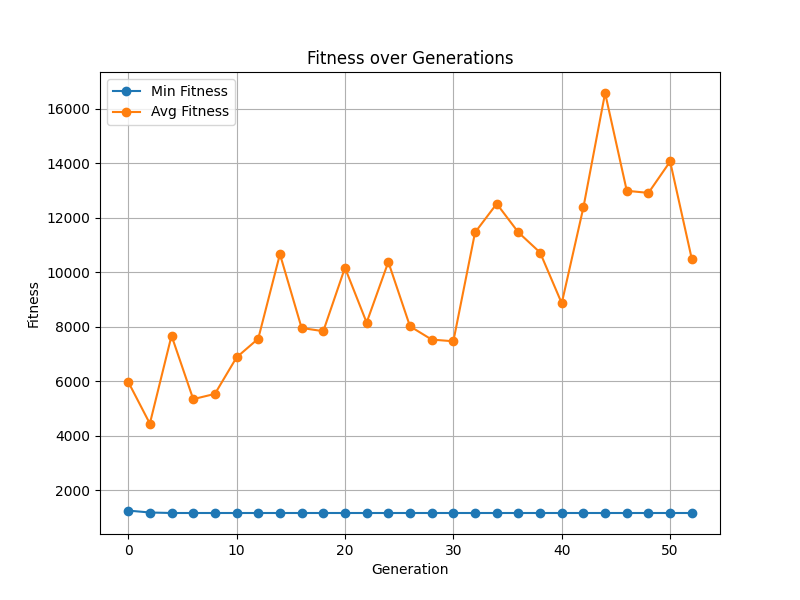 Fitness over Generations
Min Fitness
Avg Fitness
16000
14000
12000
10000
8000
6000
4000
2000
Fitness
0 10 20 30 40 50
Generation